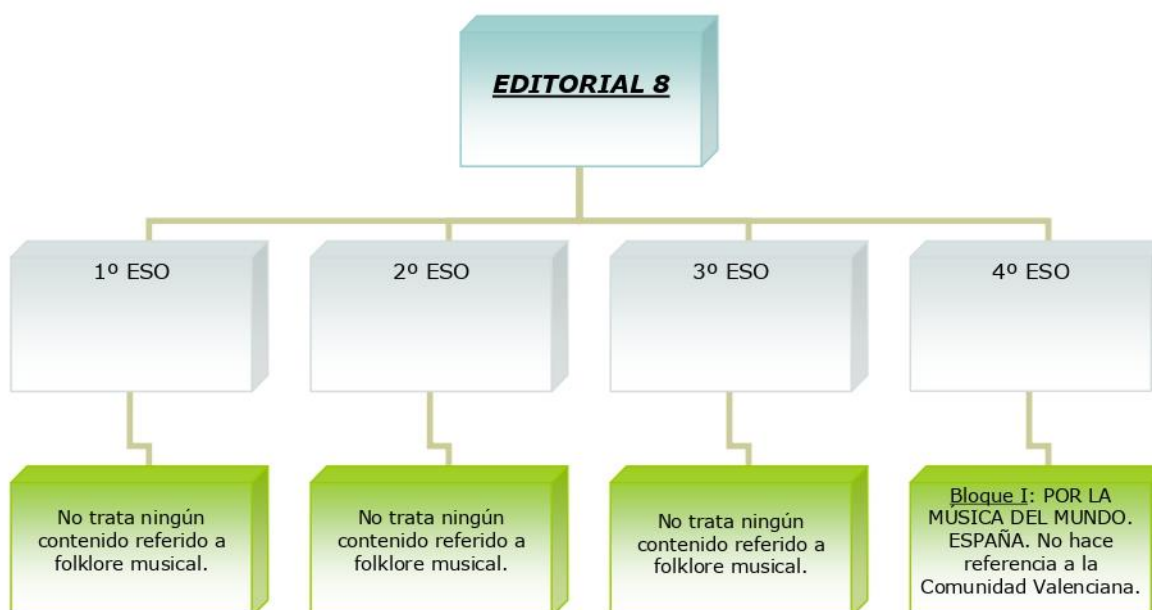 EDITORIAL 8
1º ESO
2º ESO
3º ESO
4º ESO
No trata ningún
contenido referido a
folklore musical.
No trata ningún
contenido referido a
folklore musical.
No trata ningún
contenido referido a
folklore musical.
Bloque I: POR LA
MÚSICA DEL MUNDO.
ESPAÑA. No hace
referencia a la
Comunidad Valenciana.